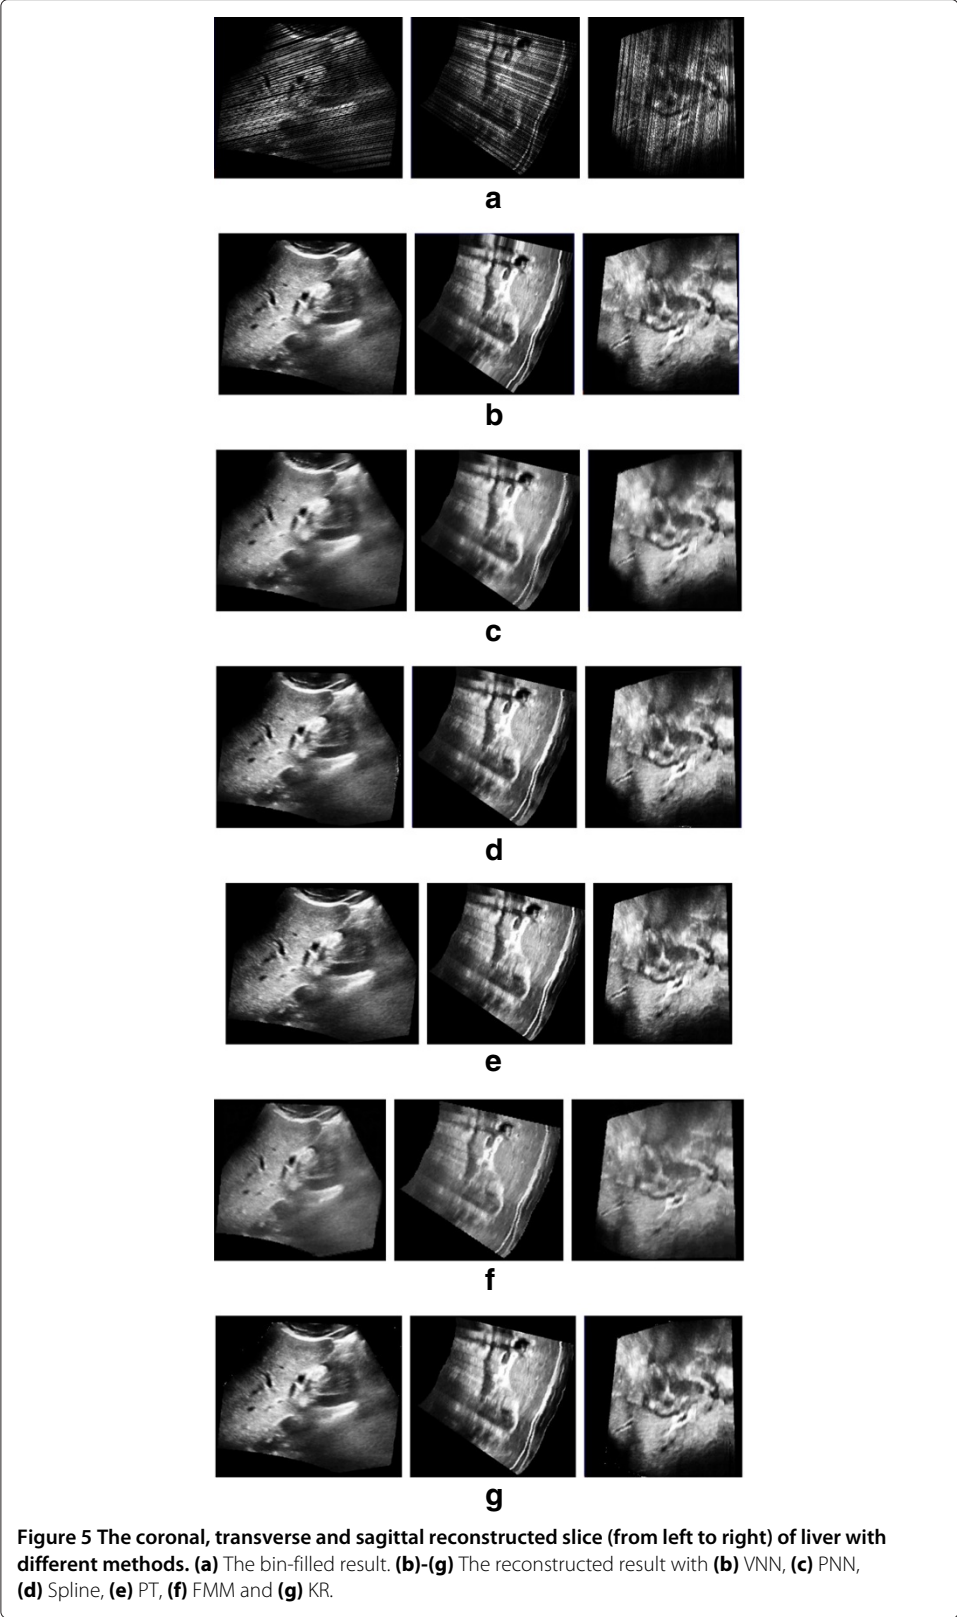 a
b
c
d
e
f
g
Figure 5 The coronal, transverse and sagittal reconstructed slice (from left to right) of liver with
different methods. (a) The bin-filled result. (b)-(g) The reconstructed result with (b) VNN, (c) PNN,
(d) Spline, (e) PT, (f) FMM and (g) KR.